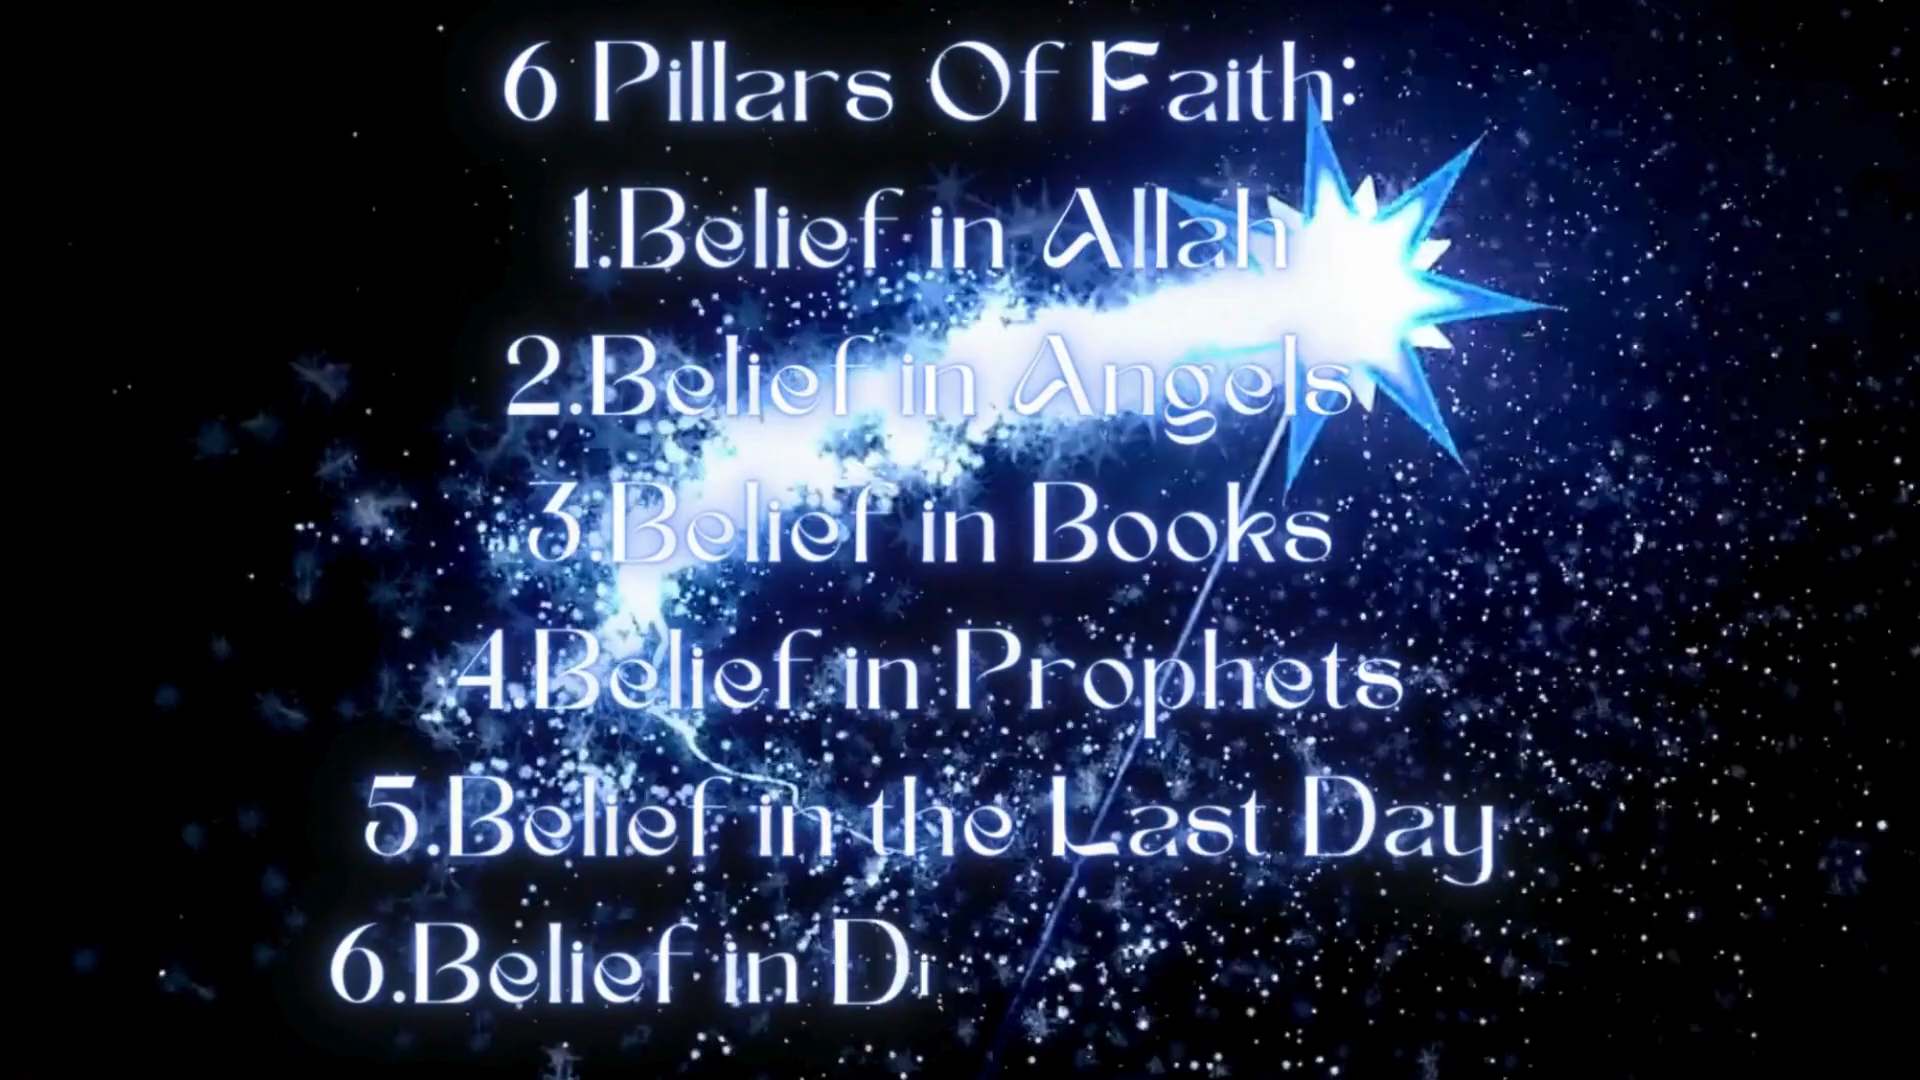 6 Pillars Of Faith:
1.Belief in Allah
2.Belief in Angels
3.Belief in Books
4.Belief in Prophets
5.Belief in the Last Day
6.Belief in Di